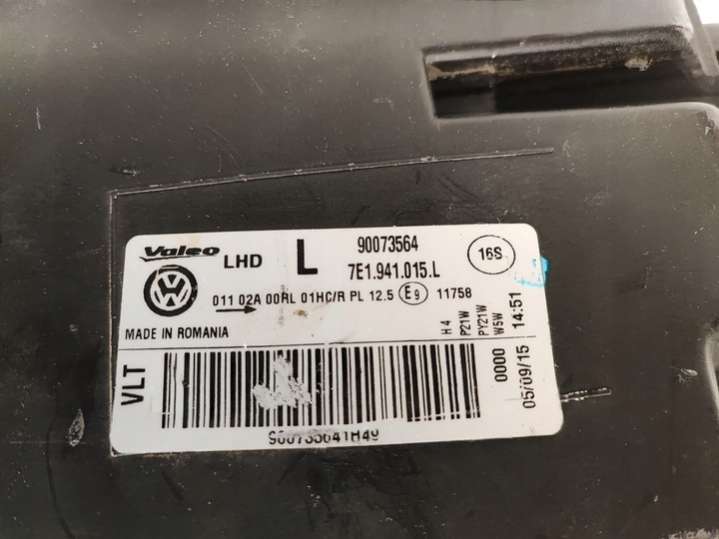 Valeo LHD L 90073564
7E1.941.015.L
16S
011 02A 00RL 01HC/R PL 12.5 E9 11758
MADE IN ROMANIA
H4
P21W
PY21W
W5W
VLT
0000
05/09/15 14:51
900735641H49